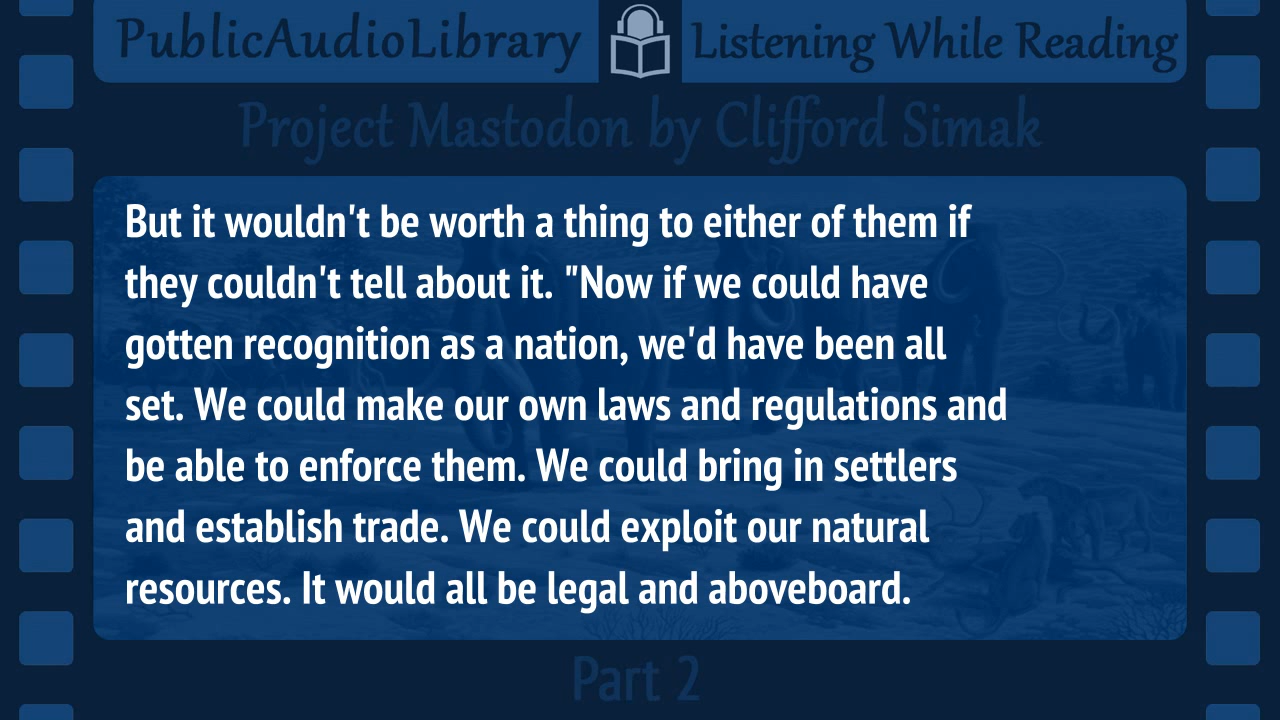 PublicAudioLibrary Listening While Reading
Project Mastodon by Clifford Simak
But it wouldn't be worth a thing to either of them if
they couldn't tell about it. "Now if we could have
gotten recognition as a nation, we'd have been all
set. We could make our own laws and regulations and
be able to enforce them. We could bring in settlers
and establish trade. We could exploit our natural
resources. It would all be legal and aboveboard.
Part 2